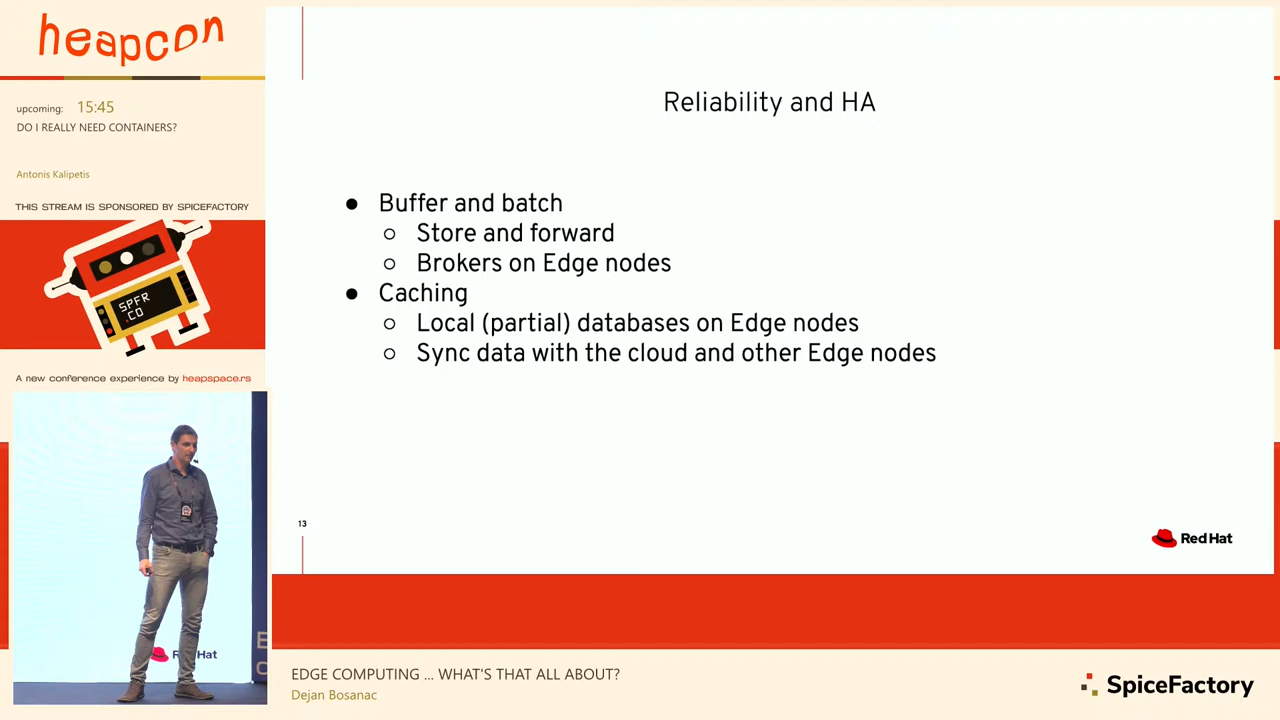 heapcon
upcoming: 15:45
DO I REALLY NEED CONTAINERS?
Antonis Kalipetis
THIS STREAM IS SPONSORED BY SPICEFACTORY
SPFR
.CO
A new conference experience by heapspace.rs
Reliability and HA
● Buffer and batch
○ Store and forward
○ Brokers on Edge nodes
● Caching
○ Local (partial) databases on Edge nodes
○ Sync data with the cloud and other Edge nodes
13
Red Hat
EDGE COMPUTING ... WHAT'S THAT ALL ABOUT?
Dejan Bosanac
SpiceFactory